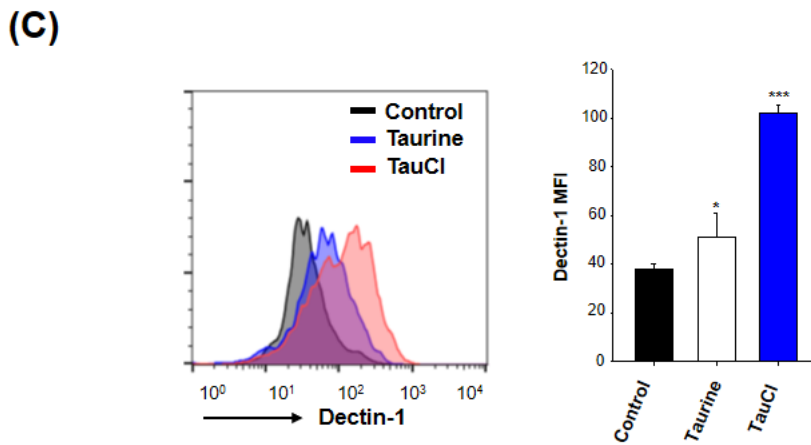 (C)
Control
Taurine
TauCl
10⁰ 10¹ 10² 10³ 10⁴
Dectin-1
Dectin-1 MFI
120
100
80
60
40
20
0
*
***
Control
Taurine
TauCl